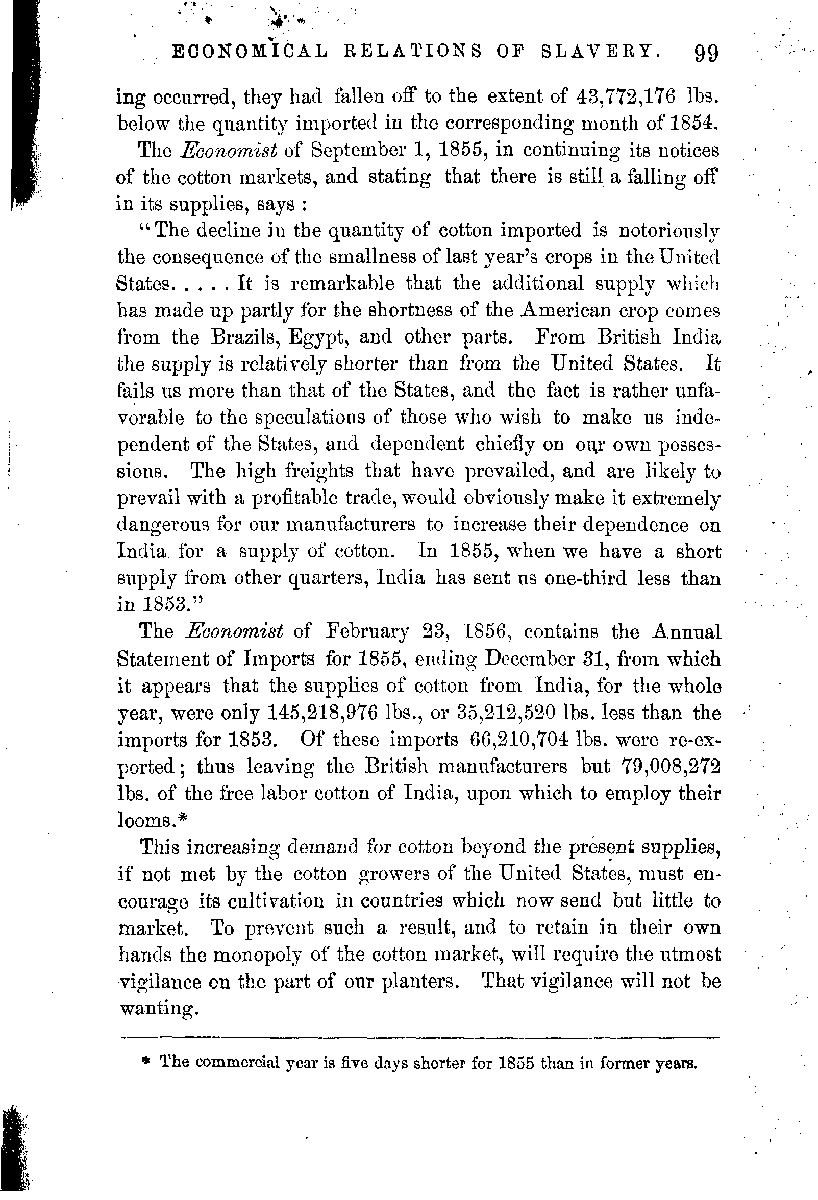 ECONOMICAL RELATIONS OF SLAVERY. 99
ing occurred, they had fallen off to the extent of 43,772,176 lbs.
below the quantity imported in the corresponding month of 1854.
The Economist of September 1, 1855, in continuing its notices
of the cotton markets, and stating that there is still a falling off
in its supplies, says :
"The decline in the quantity of cotton imported is notoriously
the consequence of the smallness of last year's crops in the United
States. . . . . It is remarkable that the additional supply which
has made up partly for the shortness of the American crop comes
from the Brazils, Egypt, and other parts. From British India
the supply is relatively shorter than from the United States. It
fails us more than that of the States, and the fact is rather unfa-
vorable to the speculations of those who wish to make us inde-
pendent of the States, and dependent chiefly on our own posses-
sions. The high freights that have prevailed, and are likely to
prevail with a profitable trade, would obviously make it extremely
dangerous for our manufacturers to increase their dependence on
India for a supply of cotton. In 1855, when we have a short
supply from other quarters, India has sent us one-third less than
in 1853."
The Economist of February 23, 1856, contains the Annual
Statement of Imports for 1855, ending December 31, from which
it appears that the supplies of cotton from India, for the whole
year, were only 145,218,976 lbs., or 35,212,520 lbs. less than the
imports for 1853. Of these imports 66,210,704 lbs. were re-ex-
ported; thus leaving the British manufacturers but 79,008,272
lbs. of the free labor cotton of India, upon which to employ their
looms.*
This increasing demand for cotton beyond the present supplies,
if not met by the cotton growers of the United States, must en-
courage its cultivation in countries which now send but little to
market. To prevent such a result, and to retain in their own
hands the monopoly of the cotton market, will require the utmost
vigilance on the part of our planters. That vigilance will not be
wanting.
* The commercial year is five days shorter for 1855 than in former years.